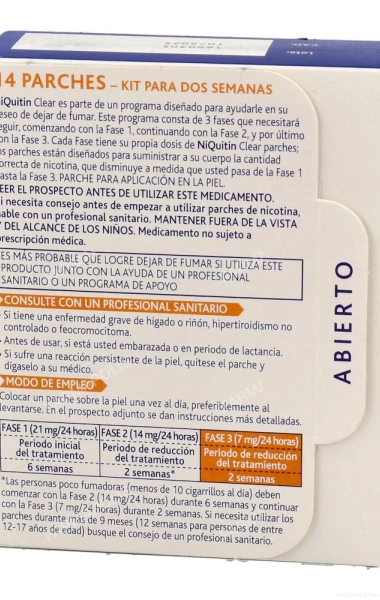 14 PARCHES – KIT PARA DOS SEMANAS
NiQuitin Clear es parte de un programa diseñado para ayudarle en su
deseo de dejar de fumar. Este programa consta de 3 fases que necesitará
seguir, comenzando con la Fase 1, continuando con la Fase 2, y por último
con la Fase 3. Cada Fase tiene su propia dosis de NiQuitin Clear parches;
los parches están diseñados para suministrar a su cuerpo la cantidad
correcta de nicotina, que disminuye a medida que usted pasa de la Fase 1
hasta la Fase 3. PARCHE PARA APLICACIÓN EN LA PIEL.
LEER EL PROSPECTO ANTES DE UTILIZAR ESTE MEDICAMENTO.
Si necesita consejo antes de empezar a utilizar parches de nicotina,
hable con un profesional sanitario. MANTENER FUERA DE LA VISTA
Y DEL ALCANCE DE LOS NIÑOS. Medicamento no sujeto a
prescripción médica.
ES MÁS PROBABLE QUE LOGRE DEJAR DE FUMAR SI UTILIZA ESTE
PRODUCTO JUNTO CON LA AYUDA DE UN PROFESIONAL
SANITARIO O UN PROGRAMA DE APOYO
CONSULTE CON UN PROFESIONAL SANITARIO
- Si tiene una enfermedad grave de hígado o riñón, hipertiroidismo no
controlado o feocromocitoma.
- Antes de usar, si está usted embarazada o en periodo de lactancia.
- Si sufre una reacción persistente de la piel, quítese el parche y
dígaselo a su médico.
MODO DE EMPLEO
Colocar un parche sobre la piel una vez al día, preferiblemente al
levantarse. En el prospecto adjunto se dan instrucciones más detalladas.
FASE 1 (21 mg/24 horas) FASE 2 (14 mg/24 horas) FASE 3 (7 mg/24 horas)
Periodo inicial del tratamiento Periodo de reducción del tratamiento Periodo de reducción del tratamiento
6 semanas 2 semanas* 2 semanas
*Las personas poco fumadoras (menos de 10 cigarrillos al día) deben
comenzar con la Fase 2 (14 mg/24 horas) durante 6 semanas y continuar
con la Fase 3 (7 mg/24 horas) durante 2 semanas. Si necesita utilizar los
parches durante más de 9 meses (12 semanas para personas de entre
12-17 años de edad) busque el consejo de un profesional sanitario.
ABIERTO
Lote:
CAD: